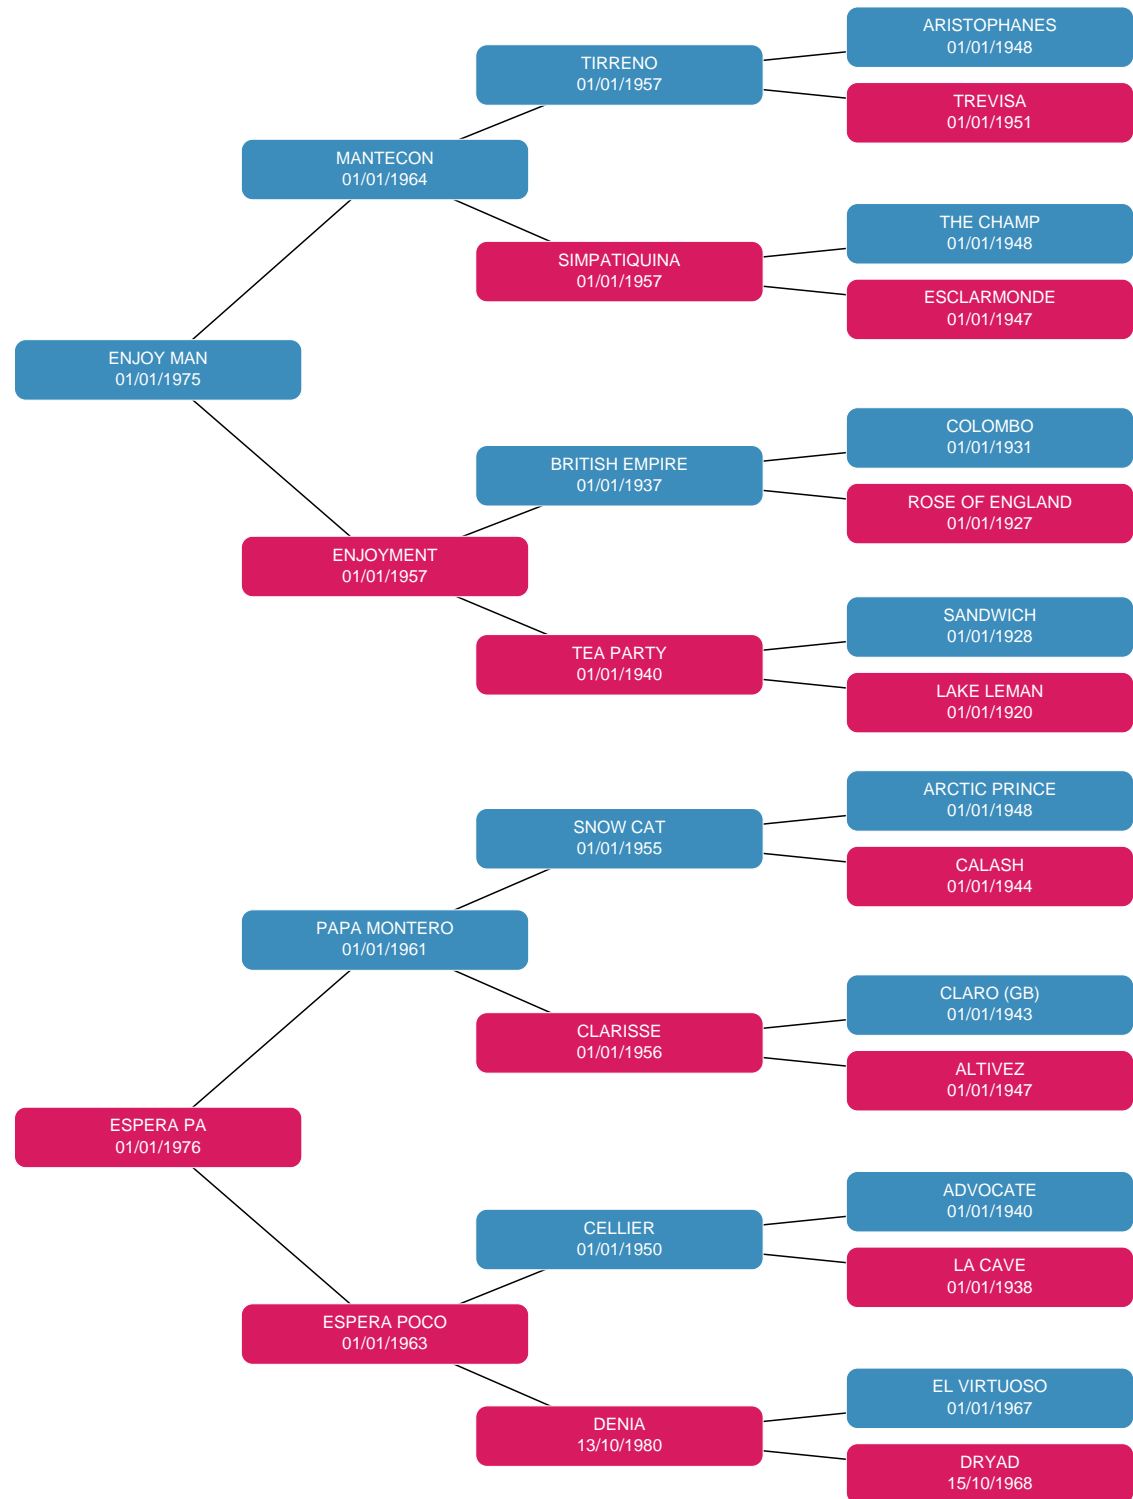 ARISTOPHANES
01/01/1948
TIRRENO
01/01/1957
TREVISA
01/01/1951
MANTECON
01/01/1964
THE CHAMP
01/01/1948
SIMPATIQUINA
01/01/1957
ESCLARMONDE
01/01/1947
ENJOY MAN
01/01/1975
COLOMBO
01/01/1931
BRITISH EMPIRE
01/01/1937
ROSE OF ENGLAND
01/01/1927
ENJOYMENT
01/01/1957
SANDWICH
01/01/1928
TEA PARTY
01/01/1940
LAKE LEMAN
01/01/1920
ARCTIC PRINCE
01/01/1948
SNOW CAT
01/01/1955
CALASH
01/01/1944
PAPA MONTERO
01/01/1961
CLARO (GB)
01/01/1943
CLARISSE
01/01/1956
ALTIVEZ
01/01/1947
ESPERA PA
01/01/1976
ADVOCATE
01/01/1940
CELLIER
01/01/1950
LA CAVE
01/01/1938
ESPERA POCO
01/01/1963
EL VIRTUOSO
01/01/1967
DENIA
13/10/1980
DRYAD
15/10/1968